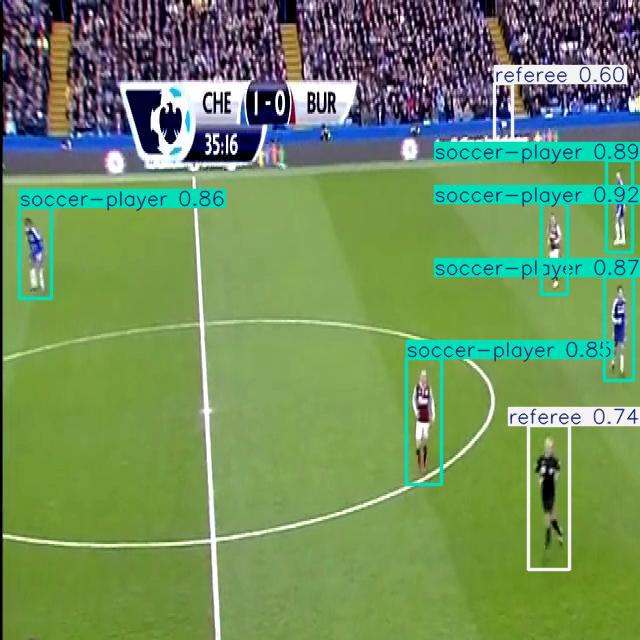 referee 0.60
CHE 1-0 BUR
35:16
soccer-player 0.89
soccer-player 0.86
soccer-player 0.92
soccer-player 0.87
soccer-player 0.85
referee 0.74